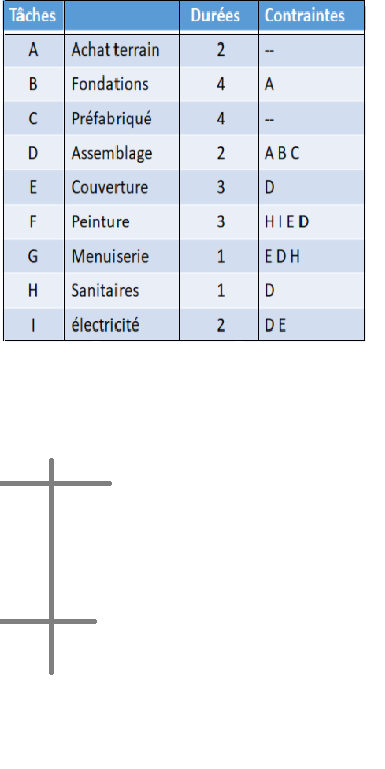 Tâches Durées Contraintes
A Achat terrain 2 --
B Fondations 4 A
C Préfabriqué 4 --
D Assemblage 2 A B C
E Couverture 3 D
F Peinture 3 H I E D
G Menuiserie 1 E D H
H Sanitaires 1 D
I électricité 2 D E